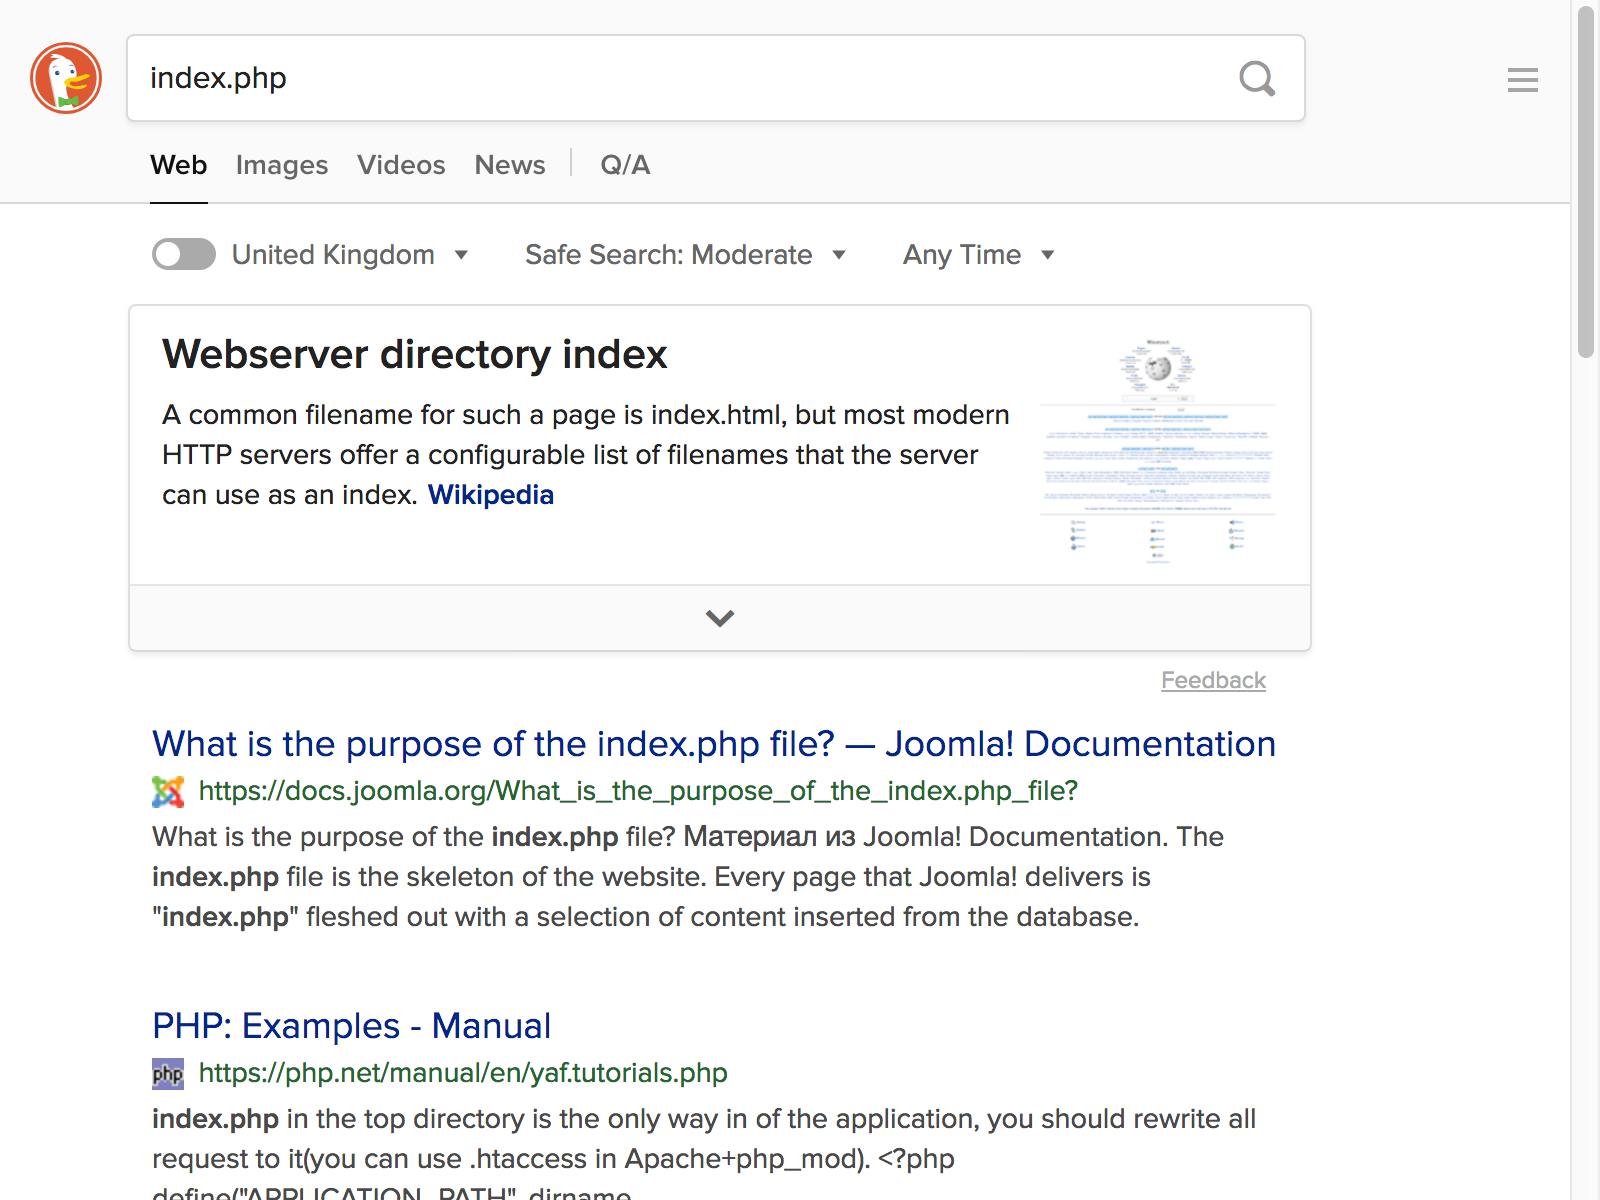 index.php
Web Images Videos News Q/A
United Kingdom Safe Search: Moderate Any Time
Webserver directory index
A common filename for such a page is index.html, but most modern
HTTP servers offer a configurable list of filenames that the server
can use as an index. Wikipedia
Feedback
What is the purpose of the index.php file? — Joomla! Documentation
https://docs.joomla.org/What_is_the_purpose_of_the_index.php_file?
What is the purpose of the index.php file? Материал из Joomla! Documentation. The
index.php file is the skeleton of the website. Every page that Joomla! delivers is
"index.php" fleshed out with a selection of content inserted from the database.
PHP: Examples - Manual
php https://php.net/manual/en/yaf.tutorials.php
index.php in the top directory is the only way in of the application, you should rewrite all
request to it(you can use .htaccess in Apache+php_mod). <?php
define("APPLICATION_PATH", dirname